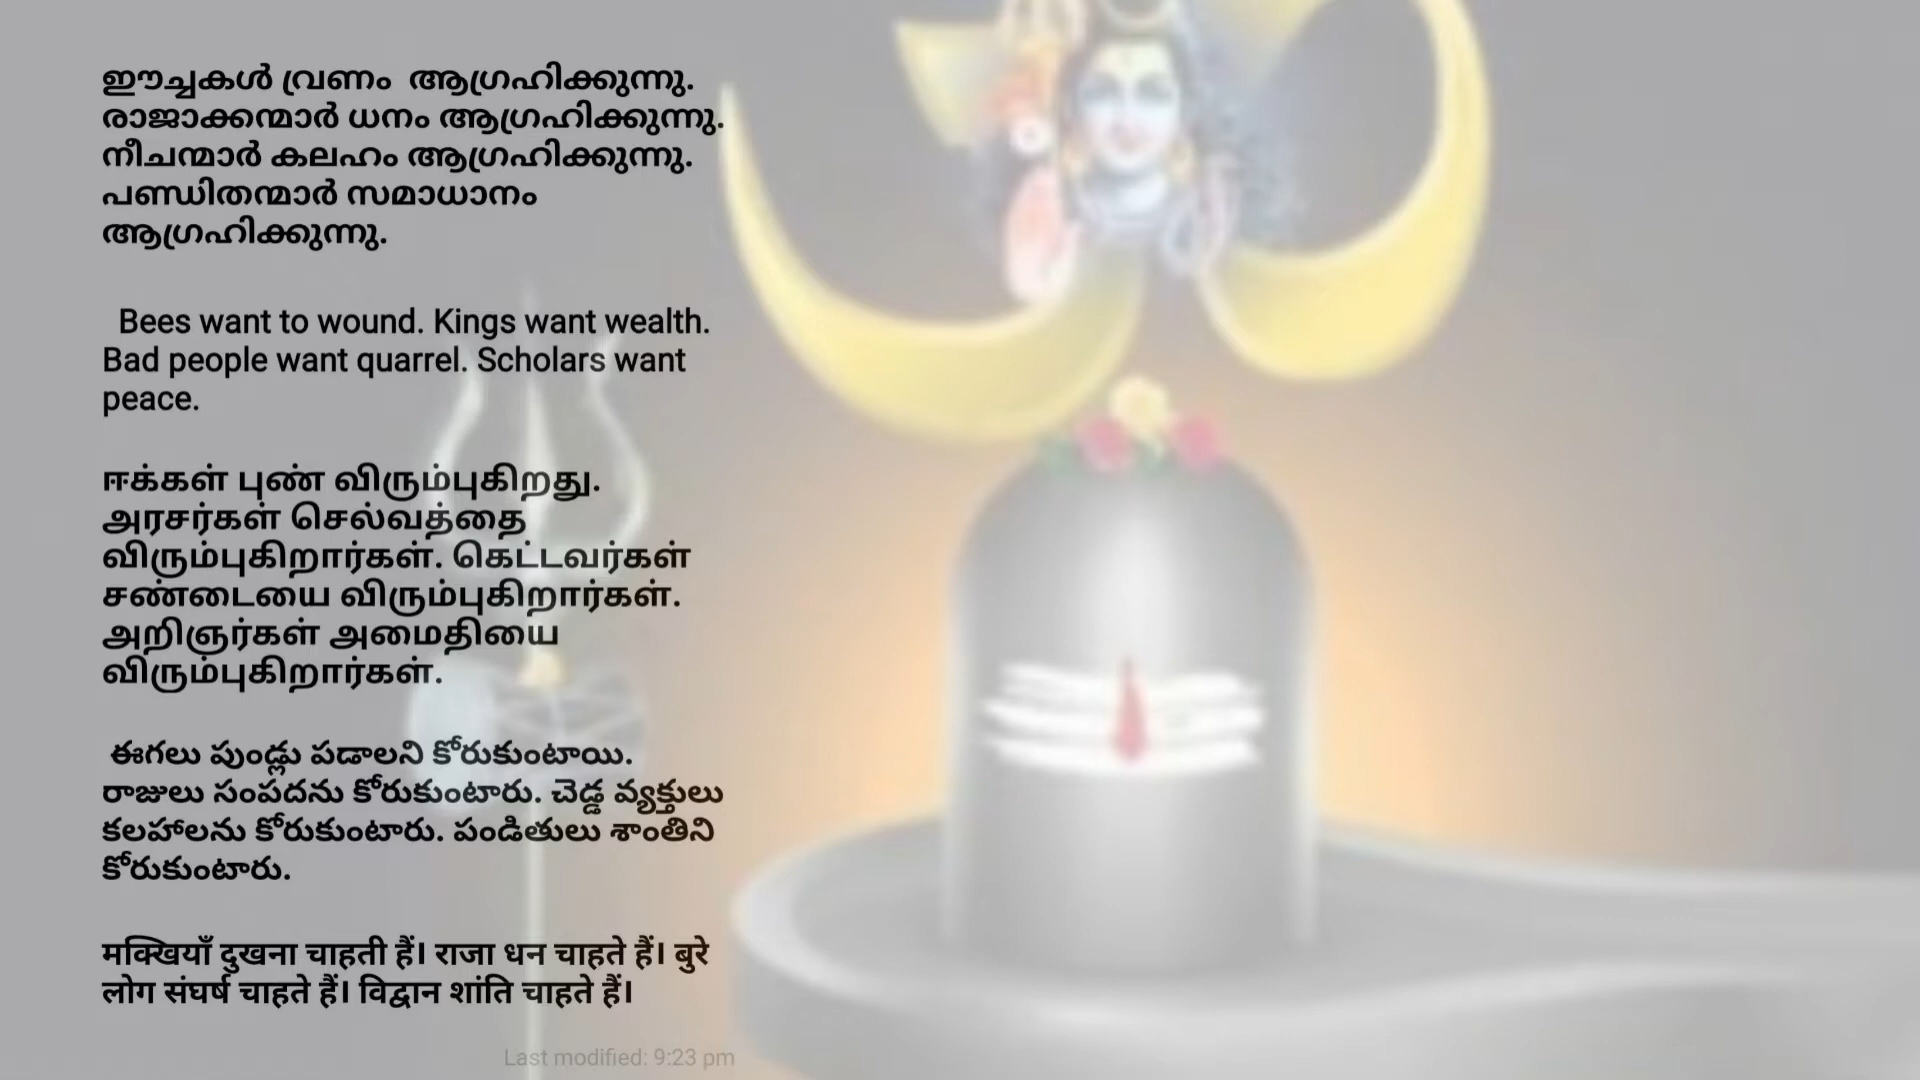 ഈച്ചകൾ വ്രണം ആഗ്രഹിക്കുന്നു.
രാജാക്കന്മാർ ധനം ആഗ്രഹിക്കുന്നു.
നീചന്മാർ കലഹം ആഗ്രഹിക്കുന്നു.
പണ്ഡിതന്മാർ സമാധാനം
ആഗ്രഹിക്കുന്നു.
Bees want to wound. Kings want wealth.
Bad people want quarrel. Scholars want
peace.
ஈக்கள் புண் விரும்புகிறது.
அரசர்கள் செல்வத்தை
விரும்புகிறார்கள். கெட்டவர்கள்
சண்டையை விரும்புகிறார்கள்.
அறிஞர்கள் அமைதியை
விரும்புகிறார்கள்.
ఈగలు పుండ్లు పడాలని కోరుకుంటాయి.
రాజులు సంపదను కోరుకుంటారు. చెడ్డ వ్యక్తులు
కలహాలను కోరుకుంటారు. పండితులు శాంతిని
కోరుకుంటారు.
मक्खियाँ दुखना चाहती हैं। राजा धन चाहते हैं। बुरे
लोग संघर्ष चाहते हैं। विद्वान शांति चाहते हैं।
Last modified: 9:23 pm